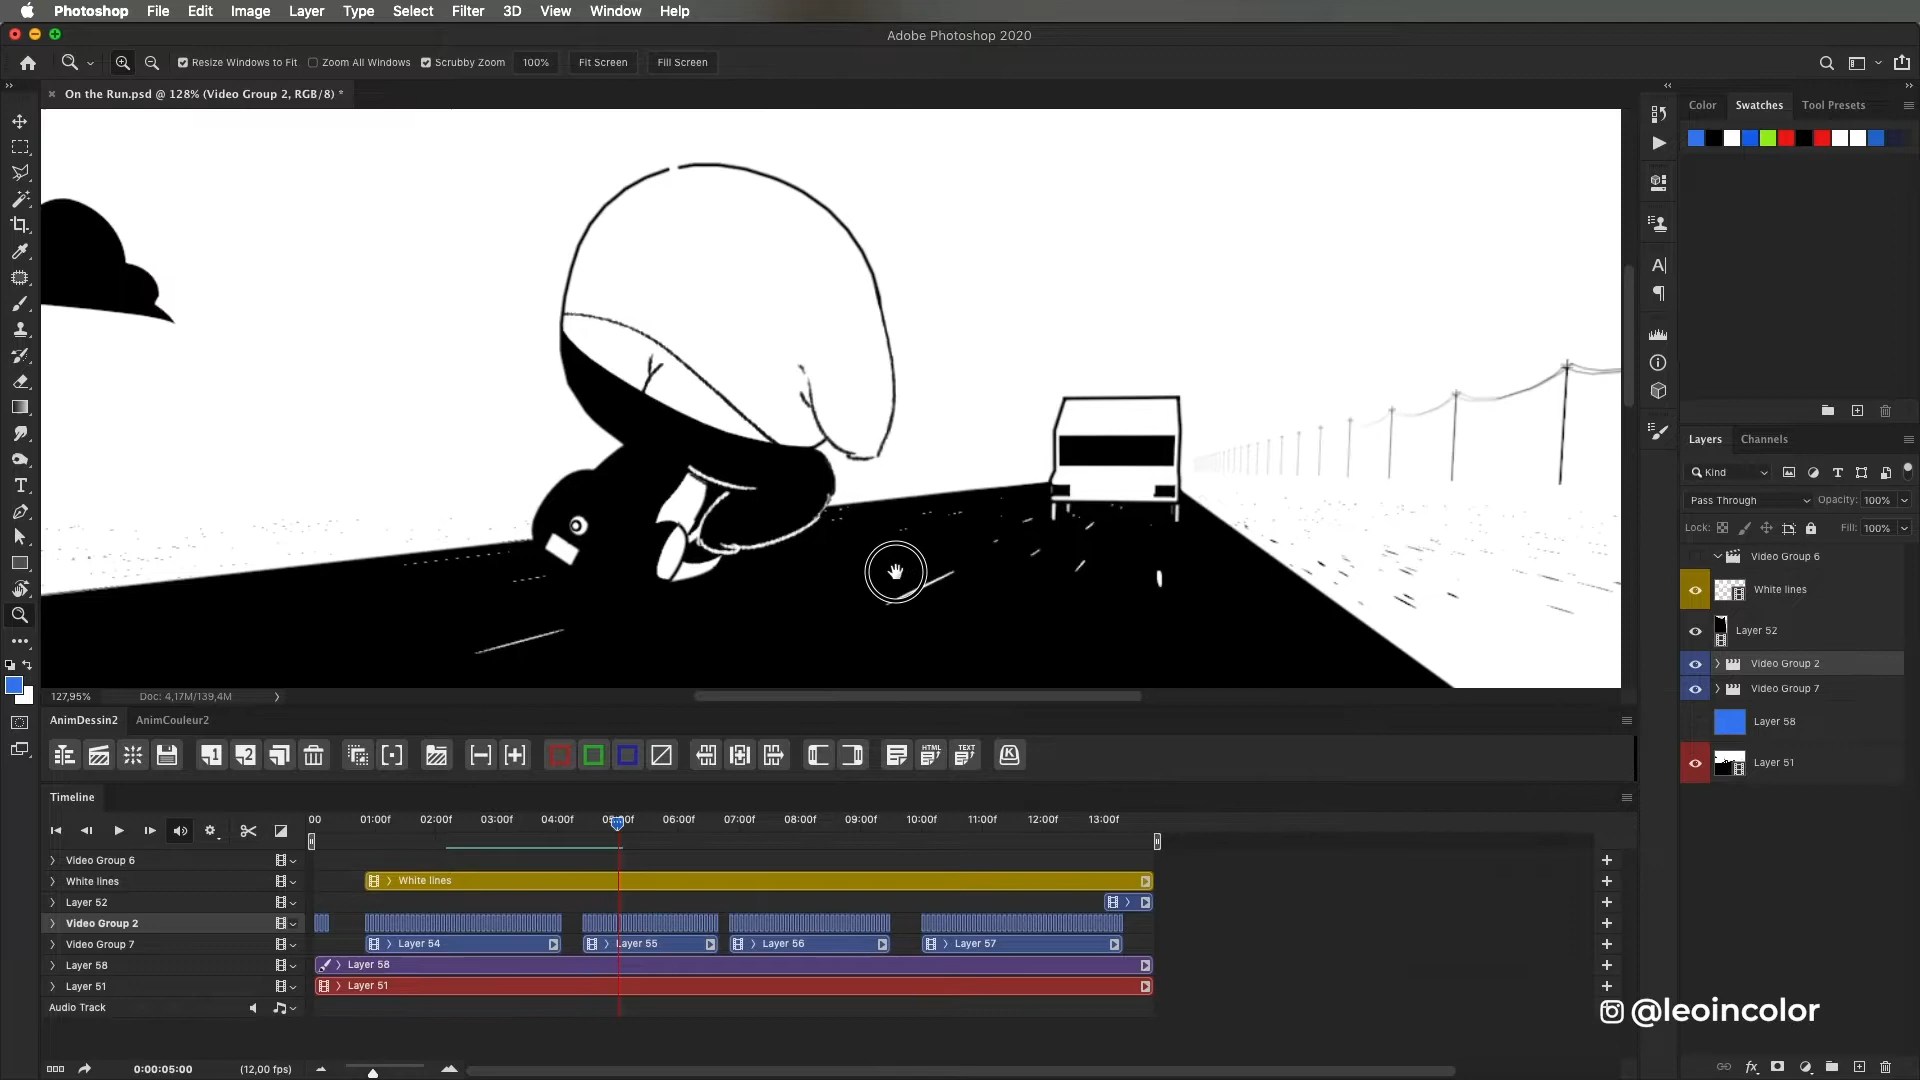 Photoshop File Edit Image Layer Type Select Filter 3D View Window Help
Adobe Photoshop 2020
Resize Windows to Fit Zoom All Windows Scrubby Zoom 100% Fit Screen Fill Screen
On the Run.psd @ 128% (Video Group 2, RGB/8) *
Color Swatches Tool Presets
Layers Channels
Kind
Pass Through Opacity: 100%
Lock: Fill: 100%
Video Group 6
White lines
Layer 52
Video Group 2
Video Group 7
Layer 58
Layer 51
127,95% Doc: 4,17M/139,4M
AnimDessin2 AnimCouleur2
1 2 HTML TEXT K
Timeline
00 01:00f 02:00f 03:00f 04:00f 05:00f 06:00f 07:00f 08:00f 09:00f 10:00f 11:00f 12:00f 13:00f
Video Group 6
White lines White lines
Layer 52
Video Group 2
Video Group 7 Layer 54 Layer 55 Layer 56 Layer 57
Layer 58 Layer 58
Layer 51 Layer 51
Audio Track
@leoincolor
0:00:05:00 (12,00 fps)
fx